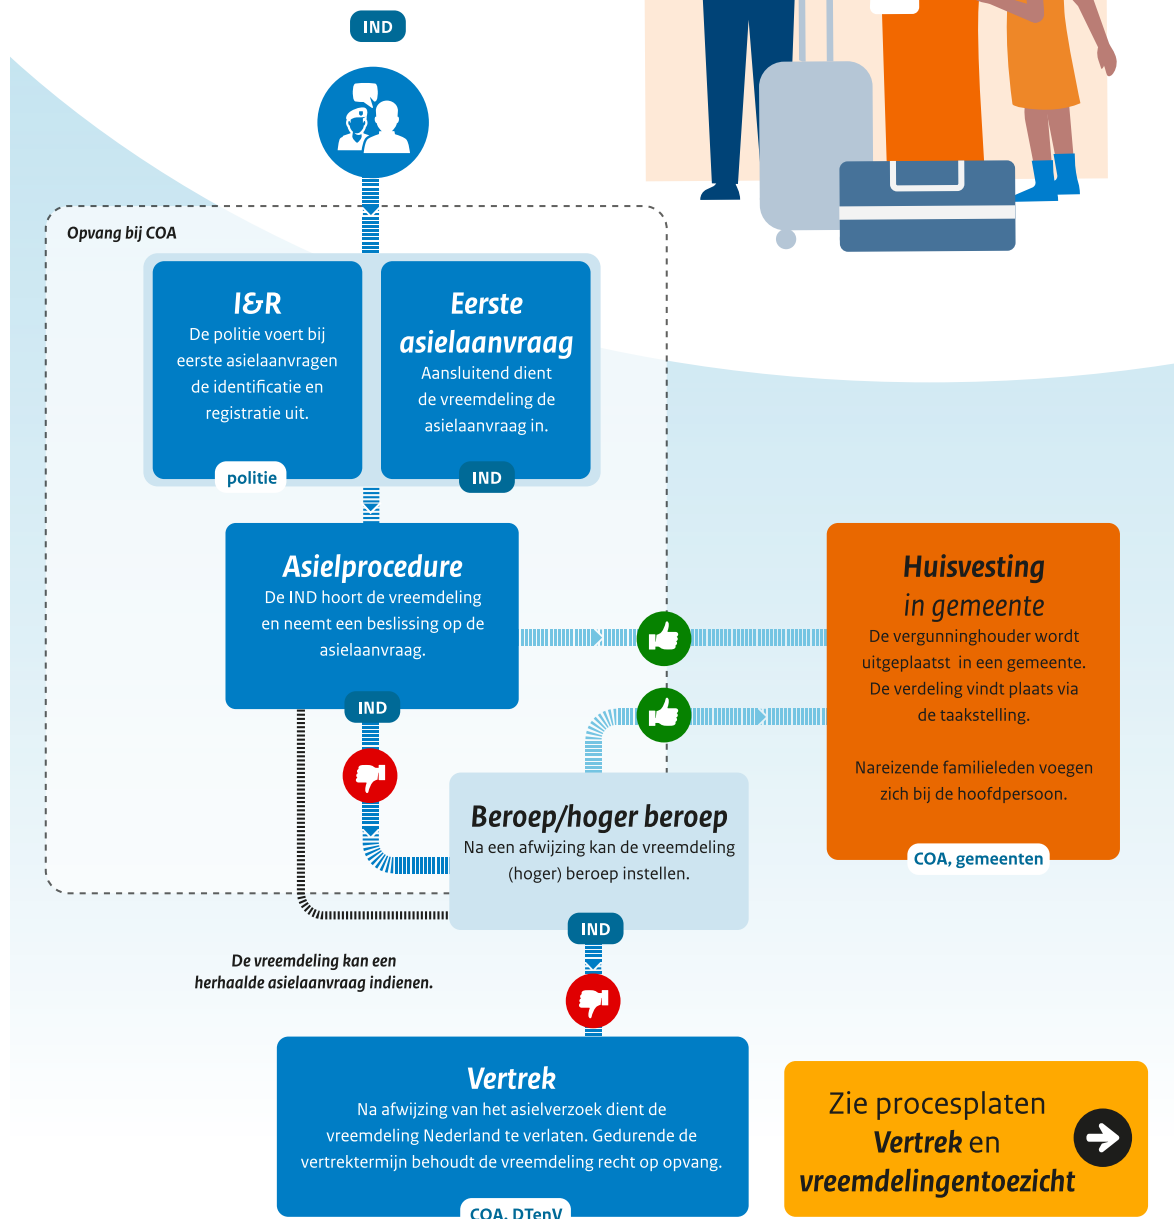 IND
Opvang bij COA
I&R
De politie voert bij
eerste asielaanvragen
de identificatie en
registratie uit.
politie
Eerste
asielaanvraag
Aansluitend dient
de vreemdeling de
asielaanvraag in.
IND
Asielprocedure
De IND hoort de vreemdeling
en neemt een beslissing op de
asielaanvraag.
IND
Huisvesting
in gemeente
De vergunninghouder wordt
uitgeplaatst in een gemeente.
De verdeling vindt plaats via
de taakstelling.
Nareizende familieleden voegen
zich bij de hoofdpersoon.
COA, gemeenten
Beroep/hoger beroep
Na een afwijzing kan de vreemdeling
(hoger) beroep instellen.
IND
De vreemdeling kan een
herhaalde asielaanvraag indienen.
Vertrek
Na afwijzing van het asielverzoek dient de
vreemdeling Nederland te verlaten. Gedurende de
vertrektermijn behoudt de vreemdeling recht op opvang.
COA, DTenV
Zie procesplaten
Vertrek en
vreemdelingentoezicht